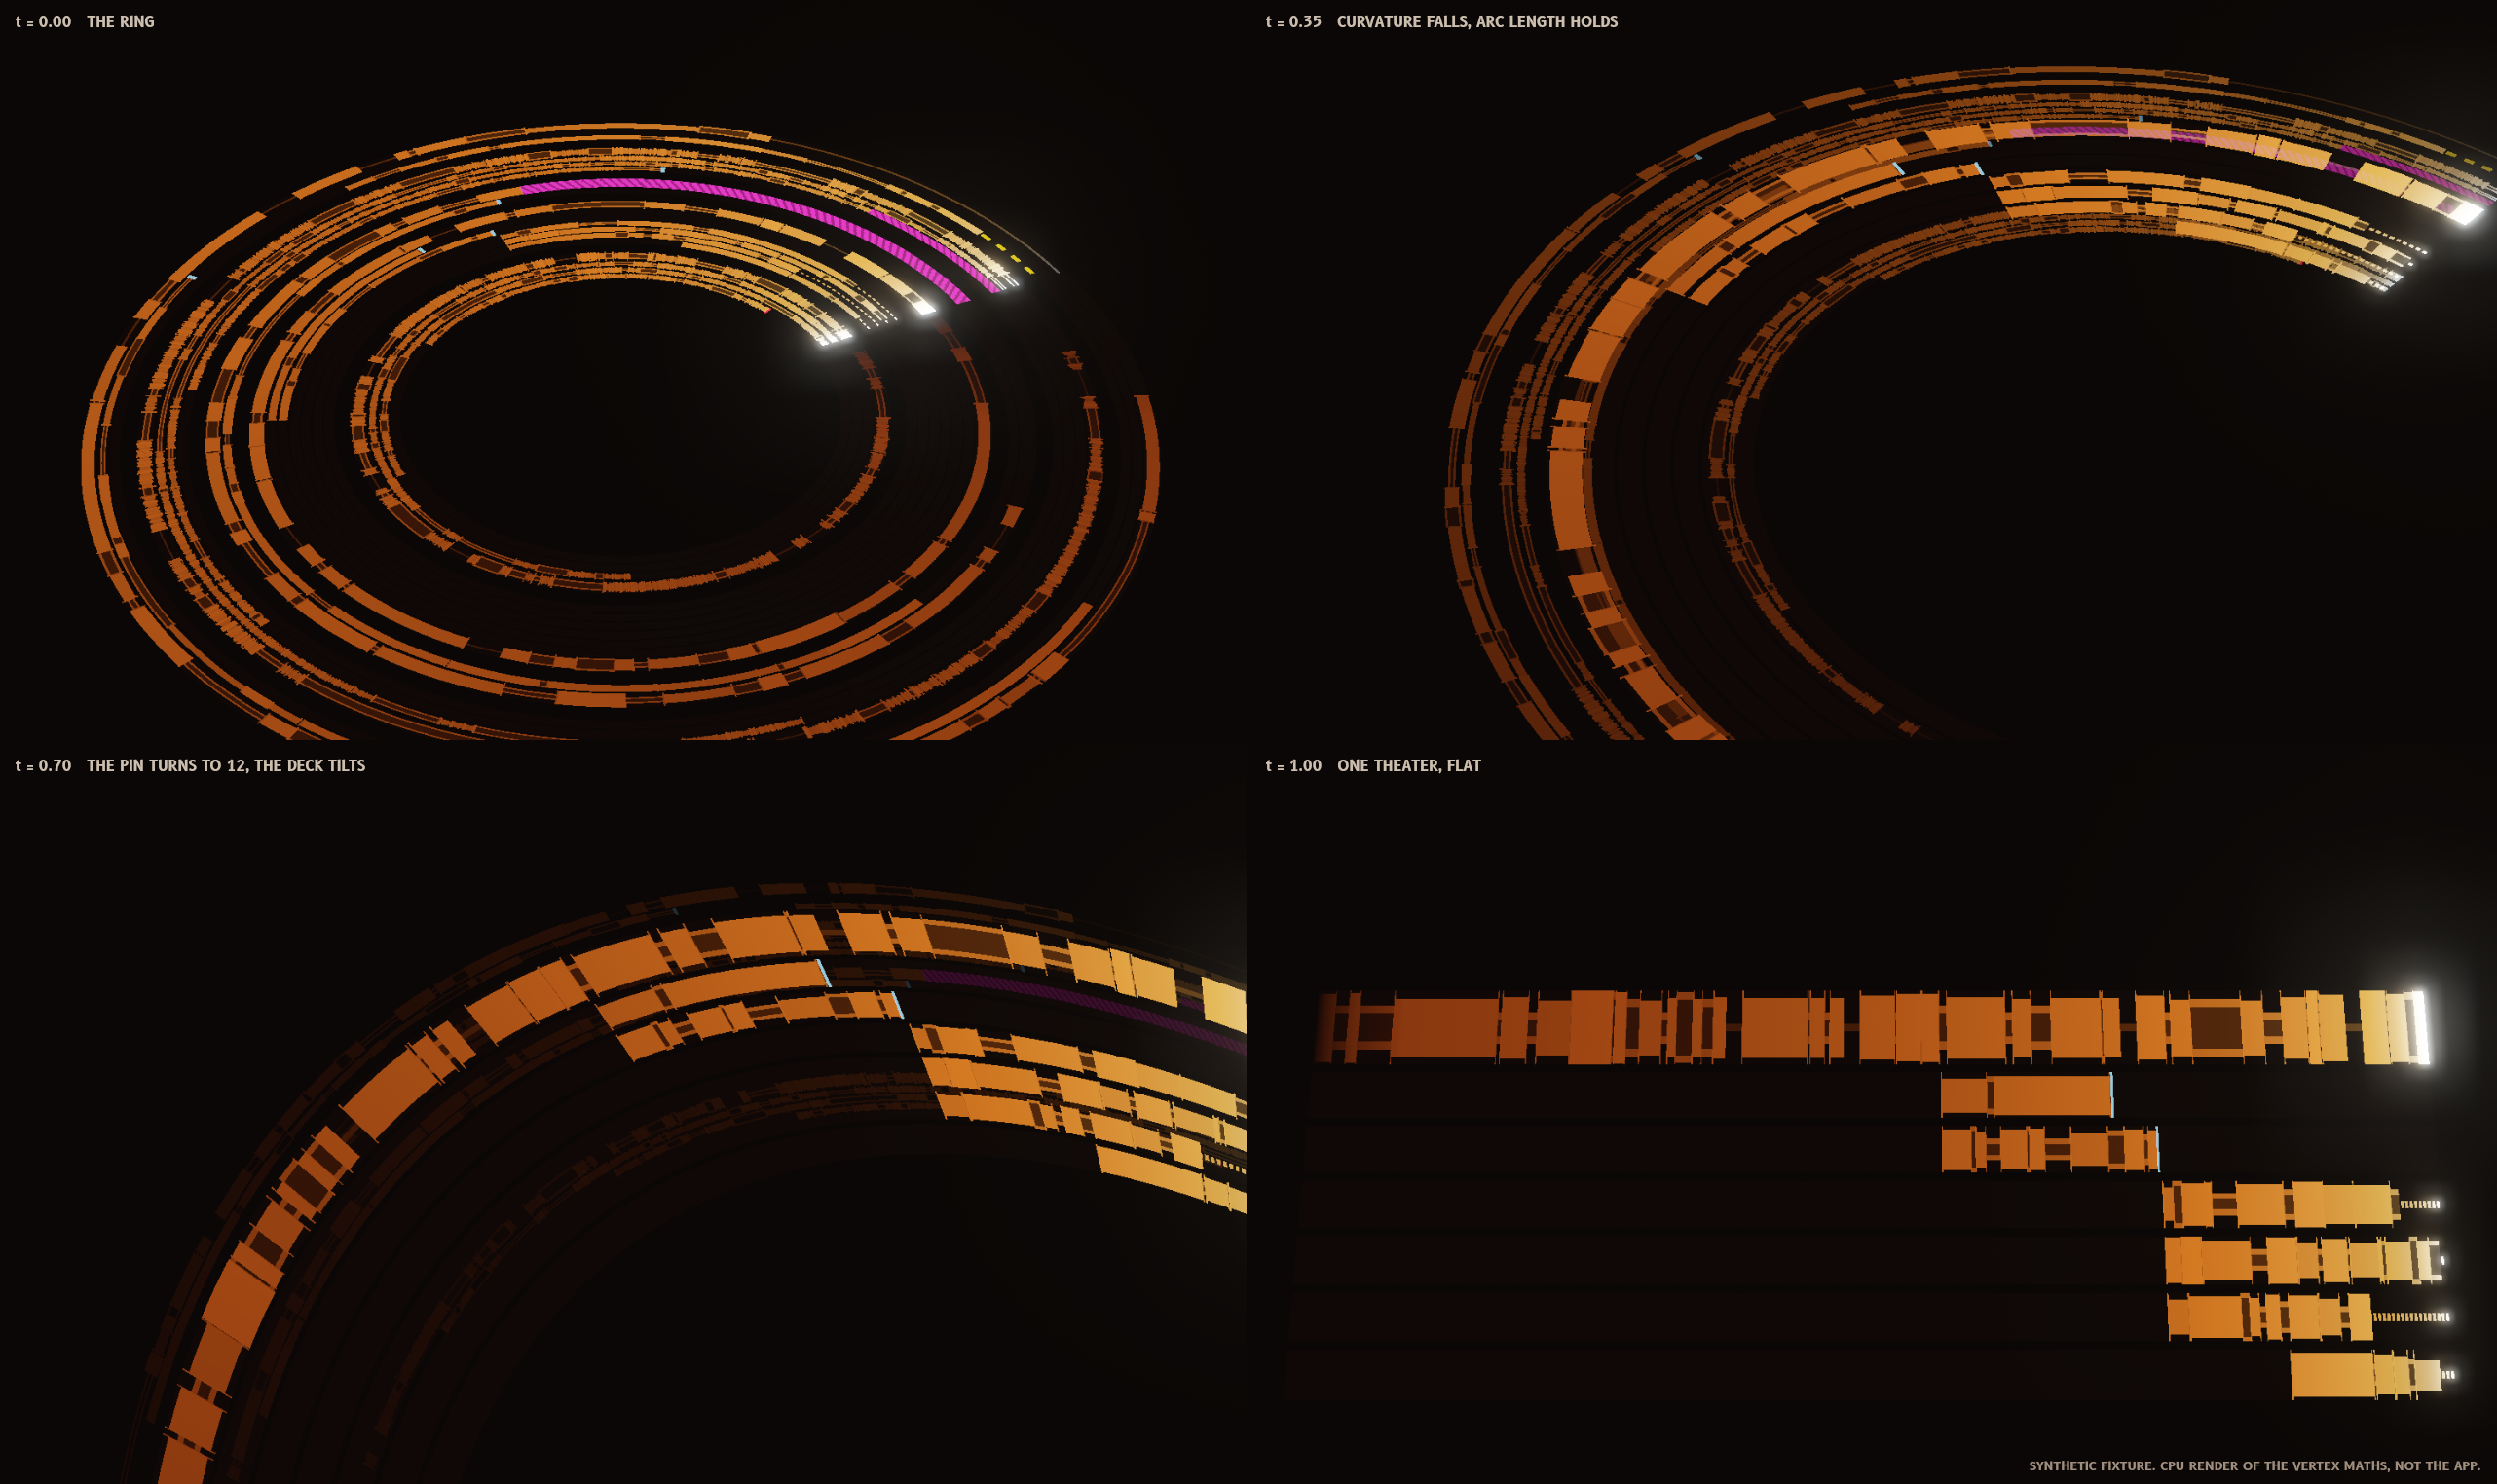 t = 0.00 THE RING
t = 0.35 CURVATURE FALLS, ARC LENGTH HOLDS
t = 0.70 THE PIN TURNS TO 12, THE DECK TILTS
t = 1.00 ONE THEATER, FLAT
SYNTHETIC FIXTURE. CPU RENDER OF THE VERTEX MATHS, NOT THE APP.